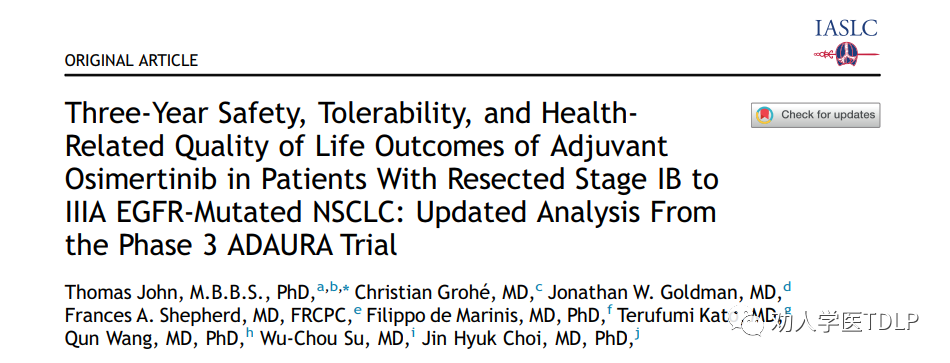 IASLC
ORIGINAL ARTICLE
Three-Year Safety, Tolerability, and Health-
Related Quality of Life Outcomes of Adjuvant
Osimertinib in Patients With Resected Stage IB to
IIIA EGFR-Mutated NSCLC: Updated Analysis From
the Phase 3 ADAURA Trial
Check for updates
Thomas John, M.B.B.S., PhD,a,b,* Christian Grohé, MD,c Jonathan W. Goldman, MD,d
Frances A. Shepherd, MD, FRCPC,e Filippo de Marinis, MD, PhD,f Terufumi Kato, MD,g
Qun Wang, MD, PhD,h Wu-Chou Su, MD,i Jin Hyuk Choi, MD, PhD,j
劝人学医TDLP